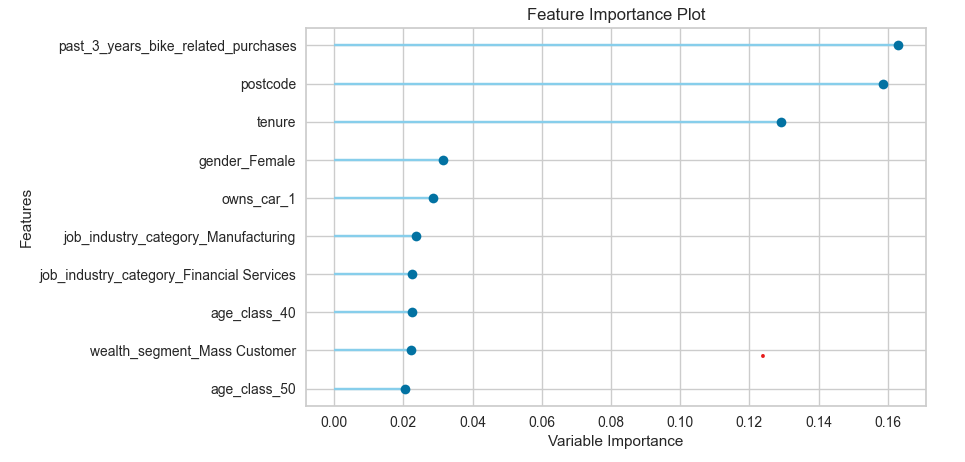 Feature Importance Plot
past_3_years_bike_related_purchases
postcode
tenure
gender_Female
owns_car_1
job_industry_category_Manufacturing
job_industry_category_Financial Services
age_class_40
wealth_segment_Mass Customer
age_class_50
Features
0.00 0.02 0.04 0.06 0.08 0.10 0.12 0.14 0.16
Variable Importance